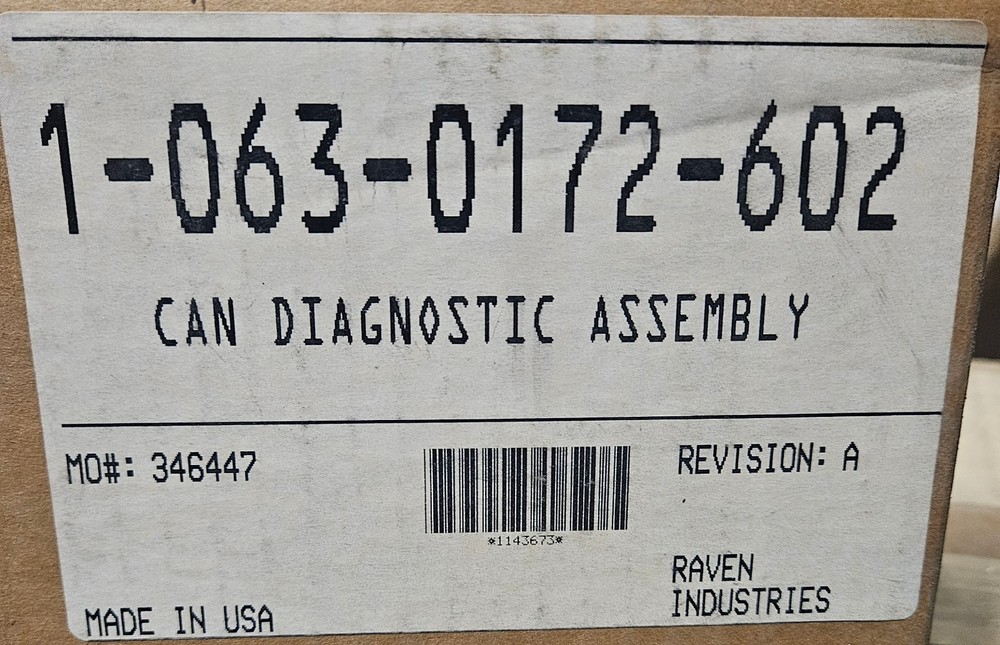 1-063-0172-602
CAN DIAGNOSTIC ASSEMBLY
MO#: 346447
REVISION: A
*1143673*
RAVEN
INDUSTRIES
MADE IN USA